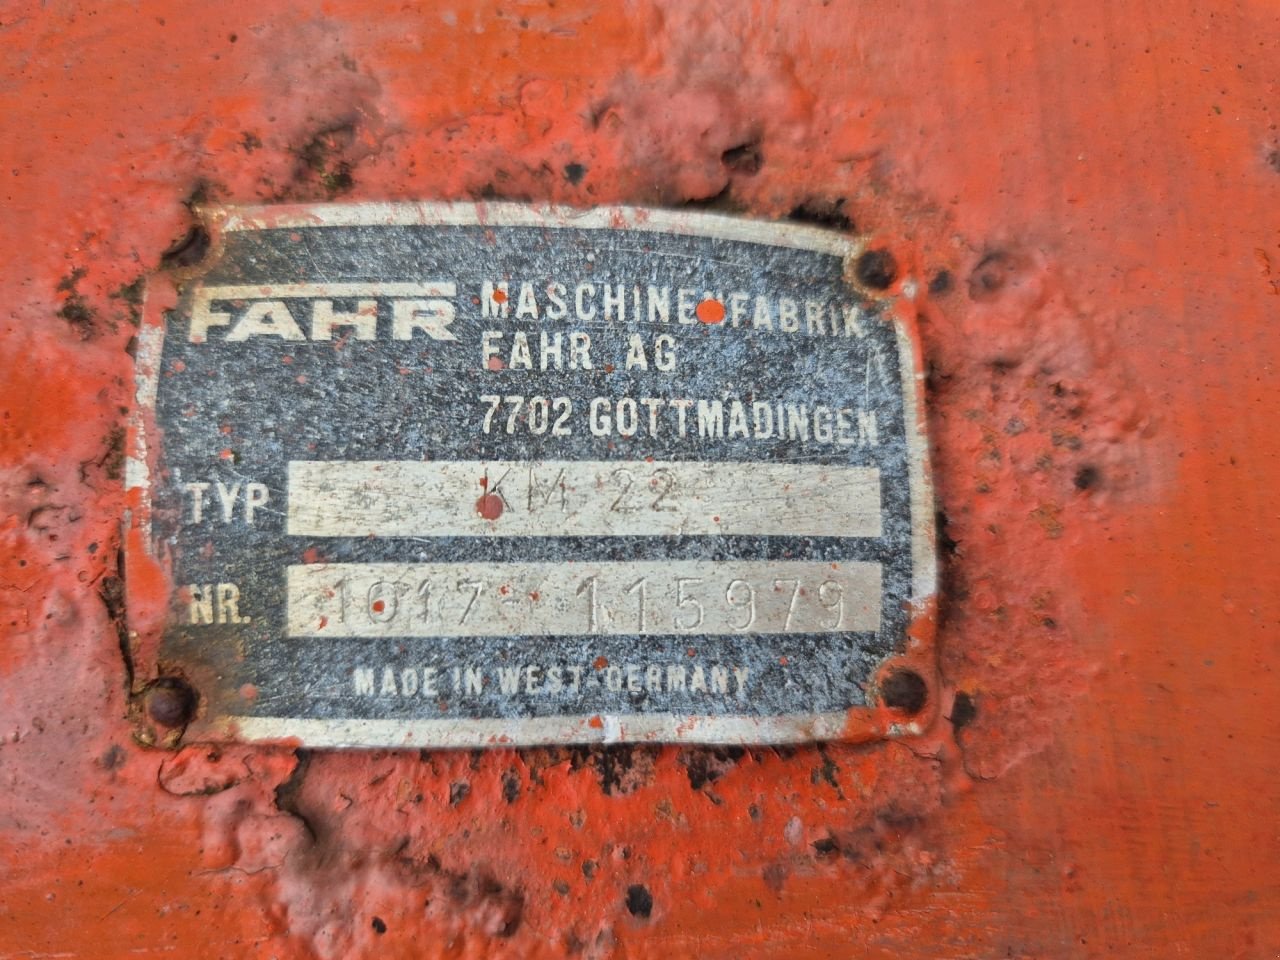 FAHR
MASCHINENFABRIK
FAHR AG
7702 GOTTMADINGEN
TYP KM 22
NR. 1017-115979
MADE IN WEST-GERMANY